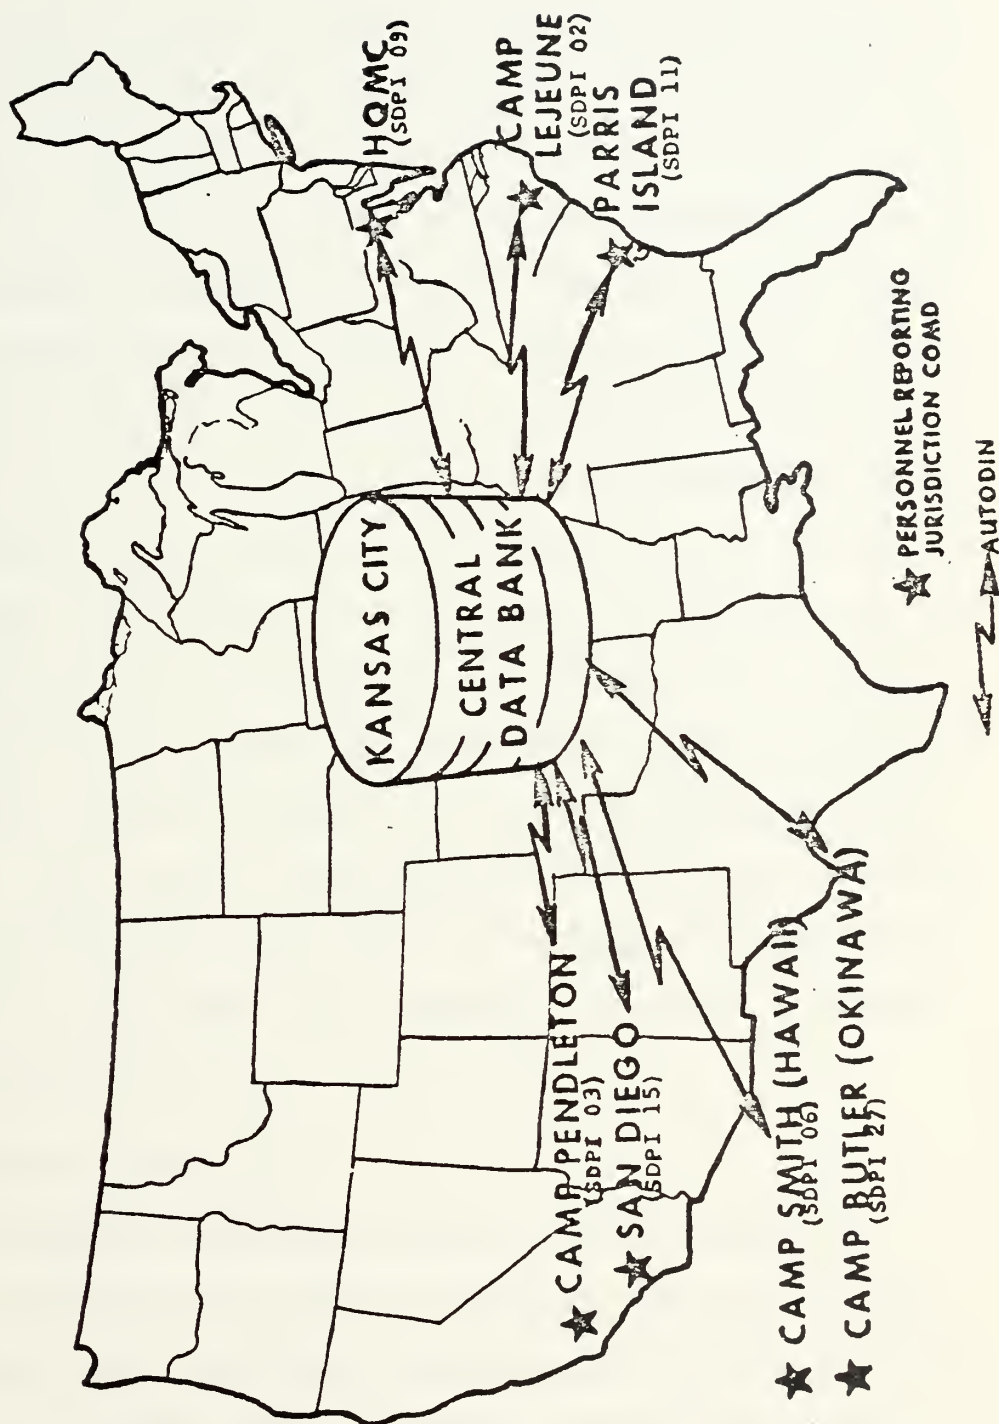 KANSAS CITY
CENTRAL
DATA BANK
HQMC
(SDPI 09)
CAMP
LEJEUNE
(SDPI 02)
PARRIS
ISLAND
(SDPI 11)
CAMP PENDLETON
(SDPI 03)
SAN DIEGO
(SDPI 15)
CAMP SMITH (HAWAII)
(SDPI 06)
CAMP BUTLER (OKINAWA)
(SDPI 27)
PERSONNEL REPORTING
JURISDICTION COMD
AUTODIN